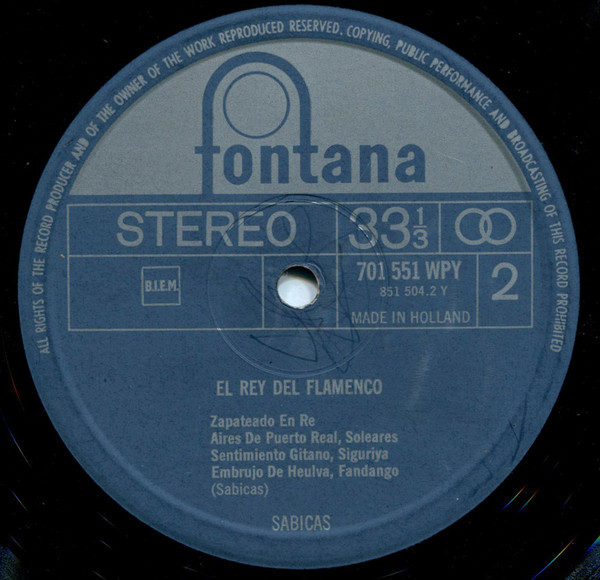 ALL RIGHTS OF THE RECORD PRODUCER AND OF THE OWNER OF THE WORK REPRODUCED RESERVED. COPYING, PUBLIC PERFORMANCE AND BROADCASTING OF THIS RECORD PROHIBITED
fontana
STEREO 33⅓
B.I.E.M. 701 551 WPY 2
851 504.2 Y
MADE IN HOLLAND
EL REY DEL FLAMENCO
Zapateado En Re
Aires De Puerto Real, Soleares
Sentimiento Gitano, Siguriya
Embrujo De Heulva, Fandango
(Sabicas)
SABICAS